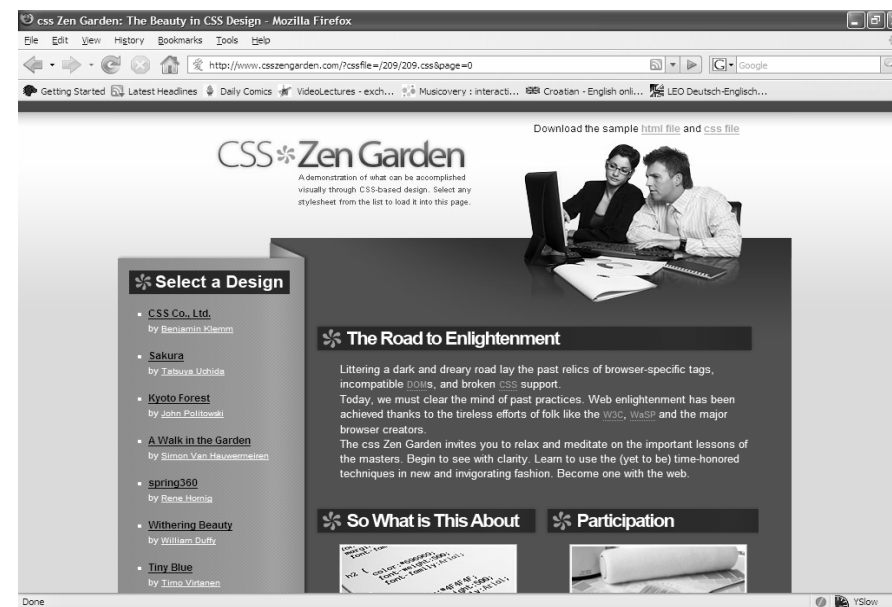 css Zen Garden: The Beauty in CSS Design - Mozilla Firefox
File Edit View History Bookmarks Tools Help
http://www.csszengarden.com/?cssfile=/209/209.css&page=0
Google
Getting Started Latest Headlines Daily Comics VideoLectures - exch... Musicovery : interacti... Croatian - English onli... LEO Deutsch-Englisch...
Download the sample html file and css file
CSS Zen Garden
A demonstration of what can be accomplished
visually through CSS-based design. Select any
stylesheet from the list to load it into this page.
Select a Design
CSS Co., Ltd.
by Benjamin Klemm
Sakura
by Tatsuya Uchida
Kyoto Forest
by John Politowski
A Walk in the Garden
by Simon Van Hauwermeiren
spring360
by Rene Hornig
Withering Beauty
by William Duffy
Tiny Blue
by Timo Virtanen
The Road to Enlightenment
Littering a dark and dreary road lay the past relics of browser-specific tags,
incompatible DOMs, and broken CSS support.
Today, we must clear the mind of past practices. Web enlightenment has been
achieved thanks to the tireless efforts of folk like the W3C, WaSP and the major
browser creators.
The css Zen Garden invites you to relax and meditate on the important lessons of
the masters. Begin to see with clarity. Learn to use the (yet to be) time-honored
techniques in new and invigorating fashion. Become one with the web.
So What is This About
Participation
h2 { color:#696969;
font-weight:500;
font-family:Arial;
Done
YSlow